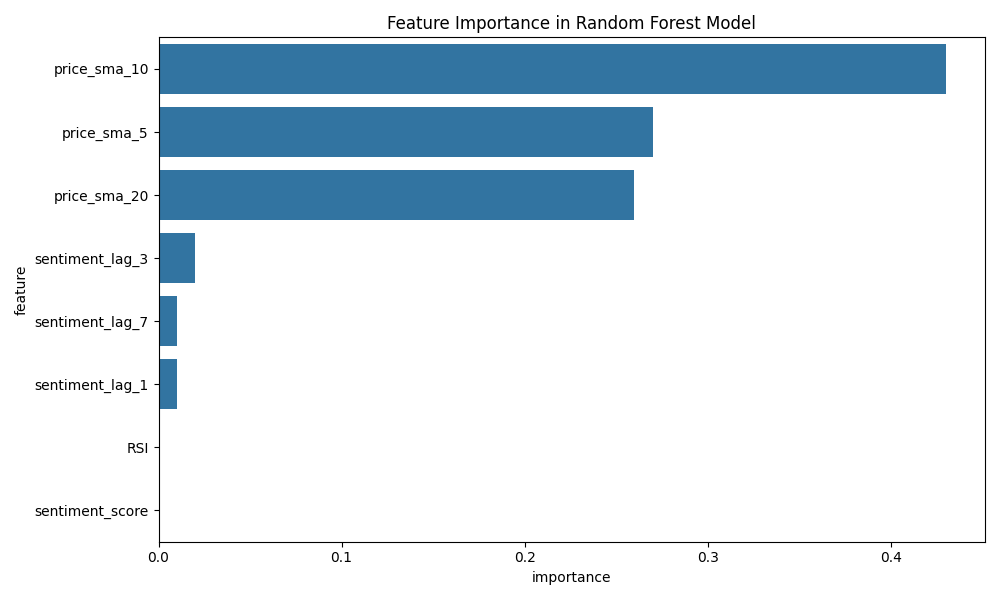 Feature Importance in Random Forest Model
price_sma_10
price_sma_5
price_sma_20
sentiment_lag_3
sentiment_lag_7
sentiment_lag_1
RSI
sentiment_score
feature
0.0 0.1 0.2 0.3 0.4
importance